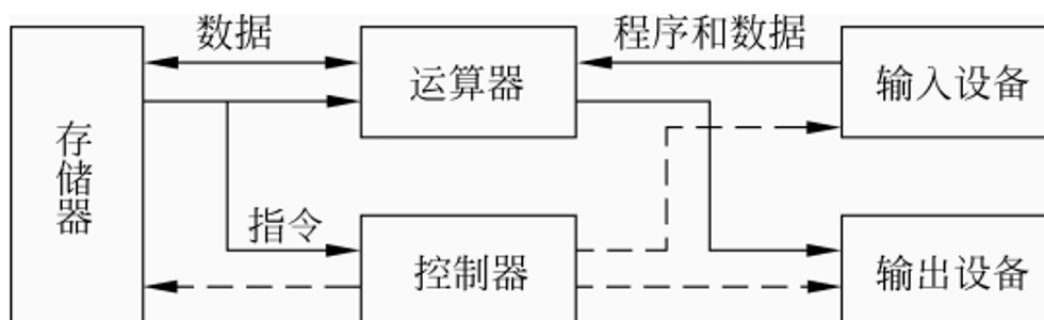 数据
程序和数据
运算器
输入设备
存储器
指令
控制器
输出设备